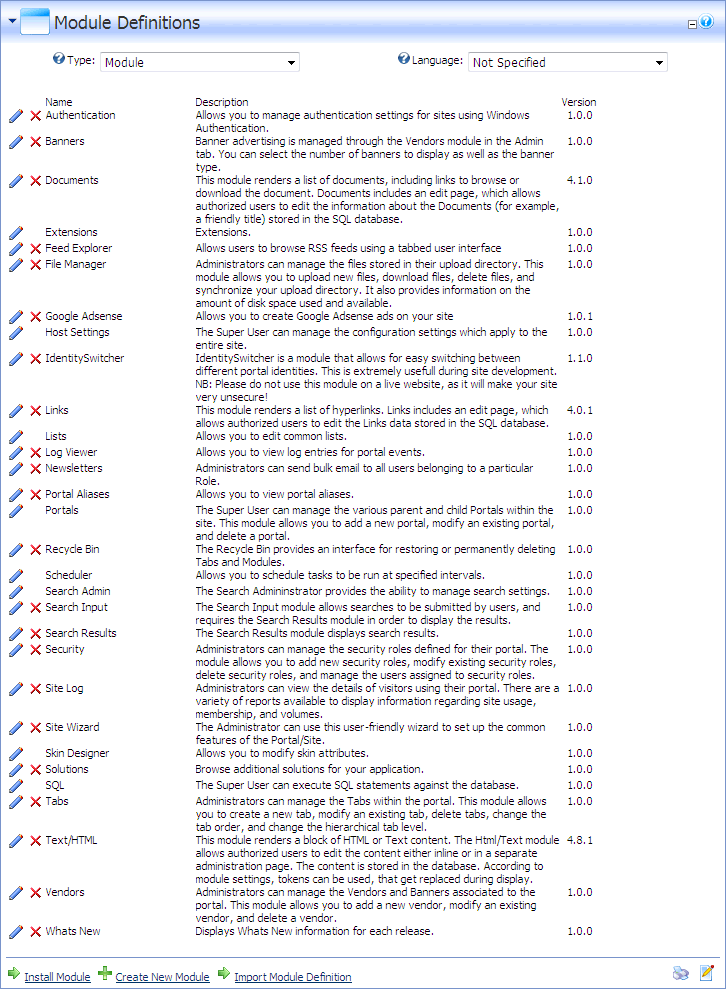 Module Definitions
Type: Module Language: Not Specified
Name Description Version
Authentication Allows you to manage authentication settings for sites using Windows 1.0.0
Authentication.
Banners Banner advertising is managed through the Vendors module in the Admin 1.0.0
tab. You can select the number of banners to display as well as the banner
type.
Documents This module renders a list of documents, including links to browse or 4.1.0
download the document. Documents includes an edit page, which allows
authorized users to edit the information about the Documents (for example,
a friendly title) stored in the SQL database.
Extensions Extensions. 1.0.0
Feed Explorer Allows users to browse RSS feeds using a tabbed user interface 1.0.0
File Manager Administrators can manage the files stored in their upload directory. This 1.0.0
module allows you to upload new files, download files, delete files, and
synchronize your upload directory. It also provides information on the
amount of disk space used and available.
Google Adsense Allows you to create Google Adsense ads on your site 1.0.1
Host Settings The Super User can manage the configuration settings which apply to the 1.0.0
entire site.
IdentitySwitcher IdentitySwitcher is a module that allows for easy switching between 1.1.0
different portal identities. This is extremely usefull during site development.
NB: Please do not use this module on a live website, as it will make your site
very unsecure!
Links This module renders a list of hyperlinks. Links includes an edit page, which 4.0.1
allows authorized users to edit the Links data stored in the SQL database.
Lists Allows you to edit common lists. 1.0.0
Log Viewer Allows you to view log entries for portal events. 1.0.0
Newsletters Administrators can send bulk email to all users belonging to a particular 1.0.0
Role.
Portal Aliases Allows you to view portal aliases. 1.0.0
Portals The Super User can manage the various parent and child Portals within the 1.0.0
site. This module allows you to add a new portal, modify an existing portal,
and delete a portal.
Recycle Bin The Recycle Bin provides an interface for restoring or permanently deleting 1.0.0
Tabs and Modules.
Scheduler Allows you to schedule tasks to be run at specified intervals. 1.0.0
Search Admin The Search Admininstrator provides the ability to manage search settings. 1.0.0
Search Input The Search Input module allows searches to be submitted by users, and 1.0.0
requires the Search Results module in order to display the results.
Search Results The Search Results module displays search results. 1.0.0
Security Administrators can manage the security roles defined for their portal. The 1.0.0
module allows you to add new security roles, modify existing security roles,
delete security roles, and manage the users assigned to security roles.
Site Log Administrators can view the details of visitors using their portal. There are a 1.0.0
variety of reports available to display information regarding site usage,
membership, and volumes.
Site Wizard The Administrator can use this user-friendly wizard to set up the common 1.0.0
features of the Portal/Site.
Skin Designer Allows you to modify skin attributes. 1.0.0
Solutions Browse additional solutions for your application. 1.0.0
SQL The Super User can execute SQL statements against the database. 1.0.0
Tabs Administrators can manage the Tabs within the portal. This module allows 1.0.0
you to create a new tab, modify an existing tab, delete tabs, change the
tab order, and change the hierarchical tab level.
Text/HTML This module renders a block of HTML or Text content. The Html/Text module 4.8.1
allows authorized users to edit the content either inline or in a separate
administration page. The content is stored in the database. According to
module settings, tokens can be used, that get replaced during display.
Vendors Administrators can manage the Vendors and Banners associated to the 1.0.0
portal. This module allows you to add a new vendor, modify an existing
vendor, and delete a vendor.
Whats New Displays Whats New information for each release. 1.0.0
Install Module Create New Module Import Module Definition